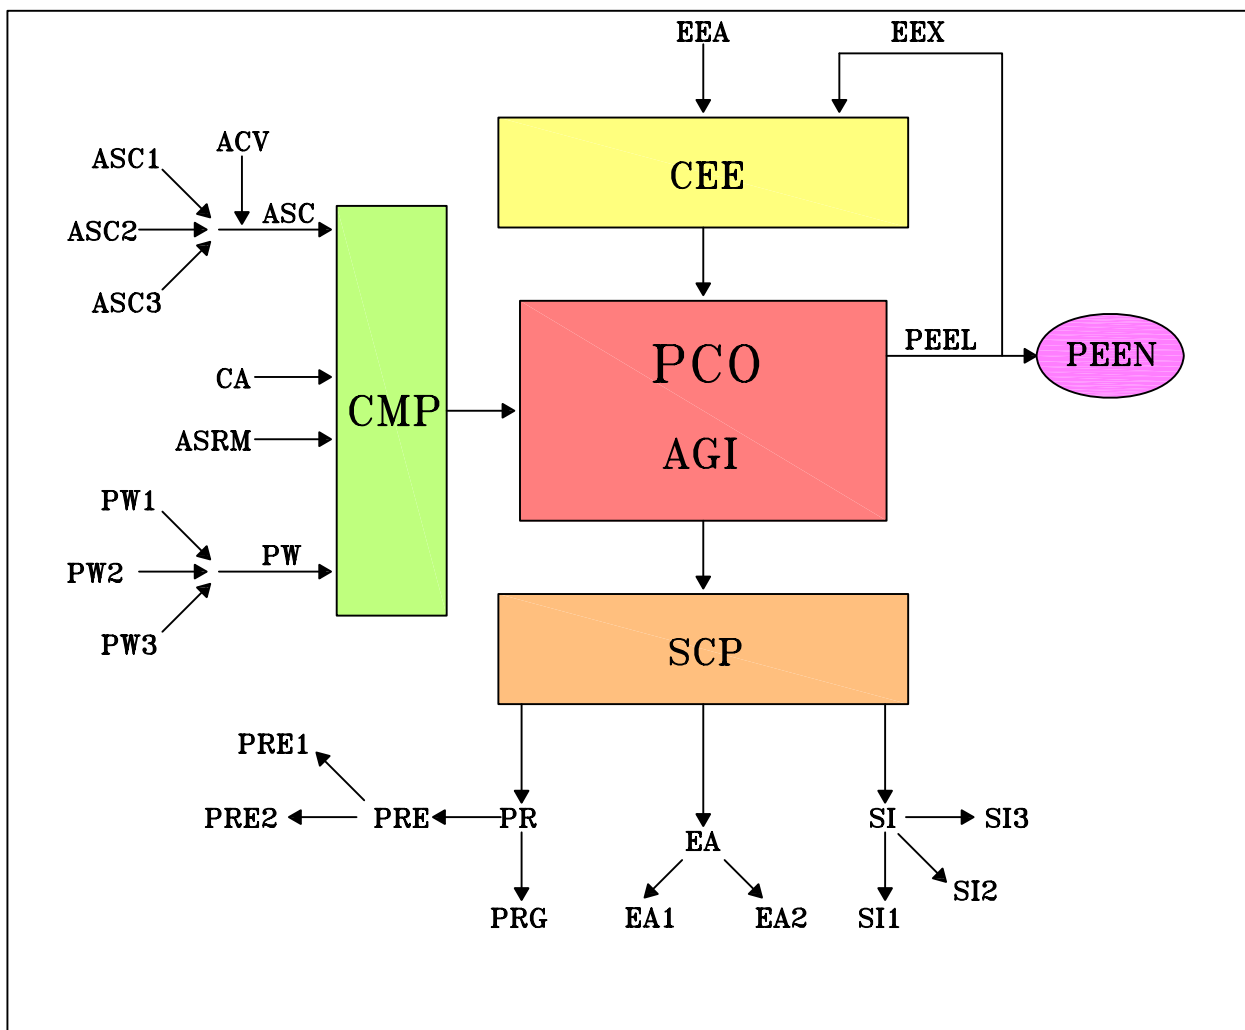 EEA
EEX
ACV
ASC1
CEE
ASC
ASC2
ASC3
PEEL
PEEN
PCO
CA
CMP
ASRM
AGI
PW1
PW
PW2
PW3
SCP
PRE1
PRE2
PRE
PR
SI
SI3
EA
SI2
PRG
EA1
EA2
SI1